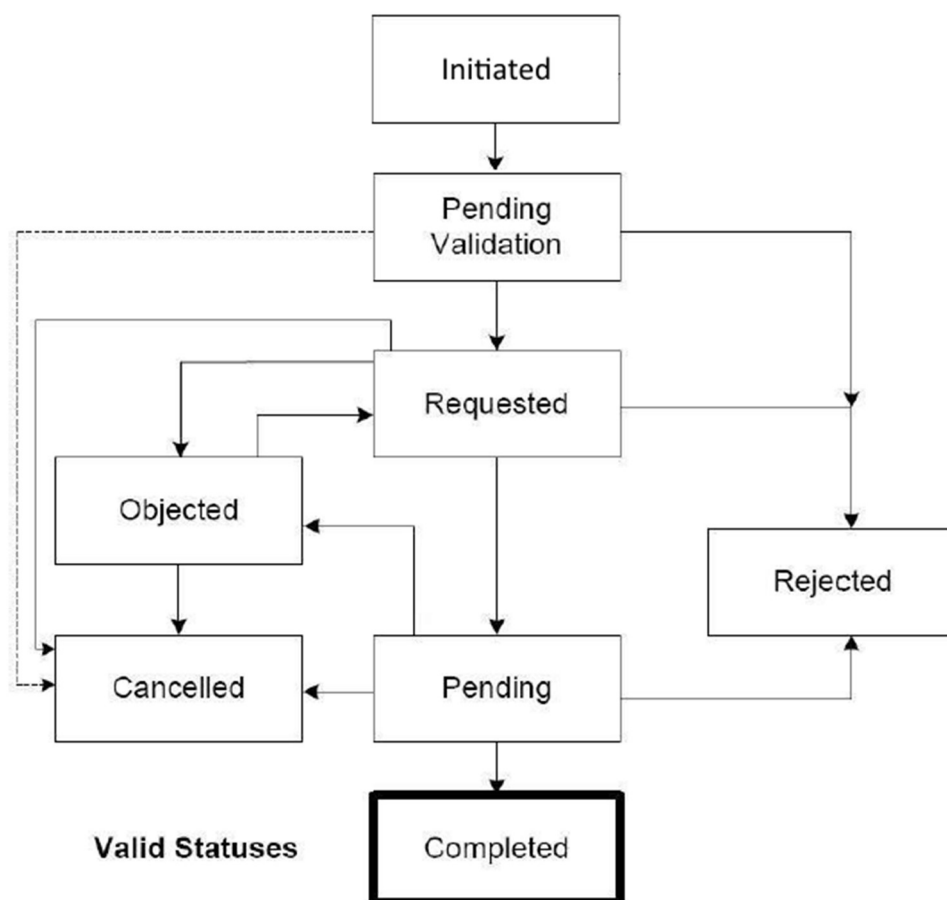 Initiated
Pending
Validation
Requested
Objected
Rejected
Cancelled
Pending
Valid Statuses
Completed